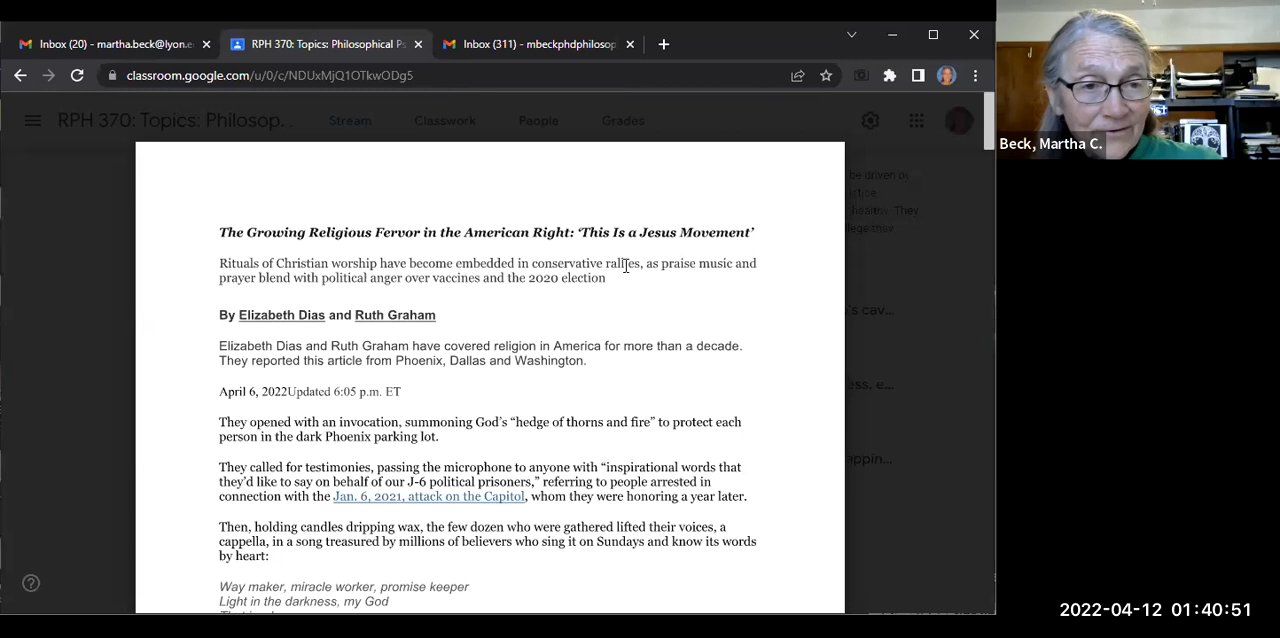 Inbox (20) - martha.beck@lyon.e
RPH 370: Topics: Philosophical Ps
Inbox (311) - mbeckphdphilosop
classroom.google.com/u/0/c/NDUxMjQ1OTkwODg5
RPH 370: Topics: Philosop...
Stream
Classwork
People
Grades
Beck, Martha C.
be driven os
The Growing Religious Fervor in the American Right: ‘This Is a Jesus Movement’
Rituals of Christian worship have become embedded in conservative rallies, as praise music and
prayer blend with political anger over vaccines and the 2020 election
By Elizabeth Dias and Ruth Graham
Elizabeth Dias and Ruth Graham have covered religion in America for more than a decade.
They reported this article from Phoenix, Dallas and Washington.
April 6, 2022Updated 6:05 p.m. ET
They opened with an invocation, summoning God’s “hedge of thorns and fire” to protect each
person in the dark Phoenix parking lot.
They called for testimonies, passing the microphone to anyone with “inspirational words that
they’d like to say on behalf of our J-6 political prisoners,” referring to people arrested in
connection with the Jan. 6, 2021, attack on the Capitol, whom they were honoring a year later.
Then, holding candles dripping wax, the few dozen who were gathered lifted their voices, a
cappella, in a song treasured by millions of believers who sing it on Sundays and know its words
by heart:
Way maker, miracle worker, promise keeper
Light in the darkness, my God
2022-04-12 01:40:51